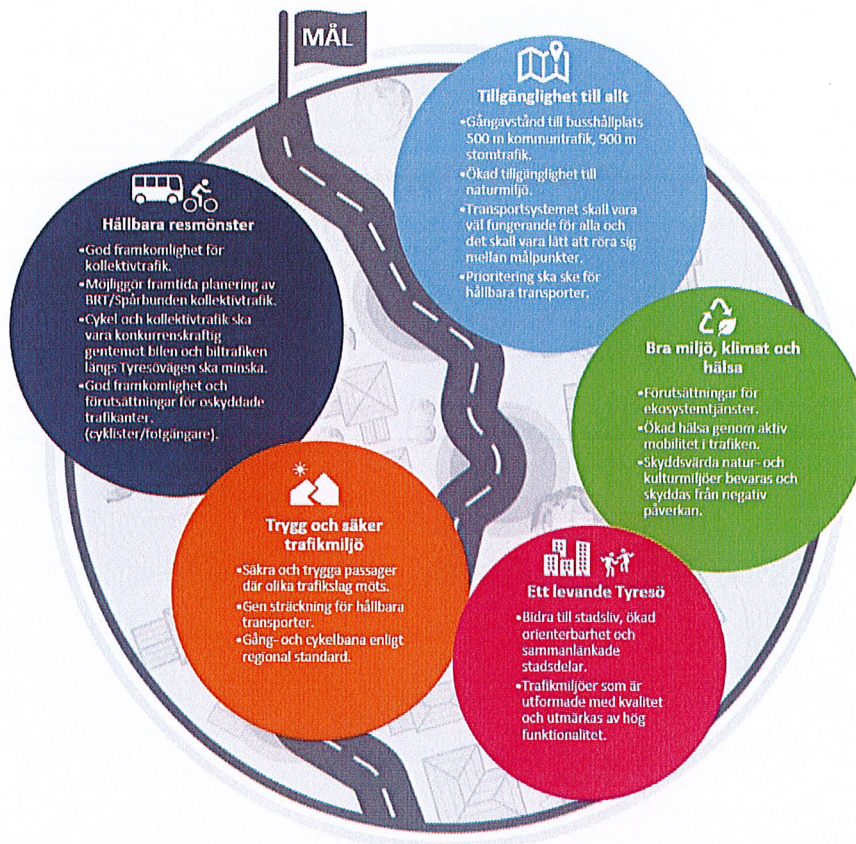 MÅL
Tillgänglighet till allt
•Gångavstånd till busshållplats
500 m kommuntrafik, 900 m
stomtrafik.
•Ökad tillgänglighet till
naturmiljö.
•Transportsystemet skall vara
väl fungerande för alla och
det skall vara lätt att röra sig
mellan målpunkter.
•Prioritering ska ske för
hållbara transporter.
Hållbara resmönster
•God framkomlighet för
kollektivtrafik.
•Möjliggör framtida planering av
BRT/Spårbunden kollektivtrafik.
•Cykel och kollektivtrafik ska
vara konkurrenskraftig
gentemot bilen och biltrafiken
längs Tyresövägen ska minska.
•God framkomlighet och
förutsättningar för oskyddade
trafikanter.
(cyklister/fotgängare).
Bra miljö, klimat och
hälsa
•Förutsättningar för
ekosystemtjänster.
•Ökad hälsa genom aktiv
mobilitet i trafiken.
•Skyddsvärda natur- och
kulturmiljöer bevaras och
skyddas från negativ
påverkan.
Trygg och säker
trafikmiljö
•Säkra och trygga passager
där olika trafikslag möts.
•Gen sträckning för hållbara
transporter.
•Gång- och cykelbana enligt
regional standard.
Ett levande Tyresö
•Bidra till stadsliv, ökad
orienterbarhet och
sammanlänkade
stadsdelar.
•Trafikmiljöer som är
utformade med kvalitet
och utmärkas av hög
funktionalitet.